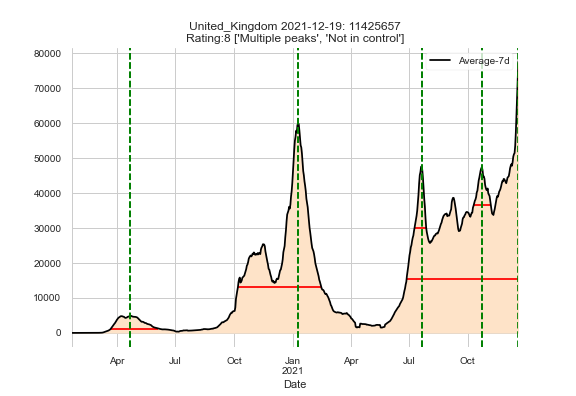 United_Kingdom 2021-12-19: 11425657
Rating:8 ['Multiple peaks', 'Not in control']
Average-7d
80000
70000
60000
50000
40000
30000
20000
10000
0
Apr
Jul
Oct
Jan
2021
Apr
Jul
Oct
Date